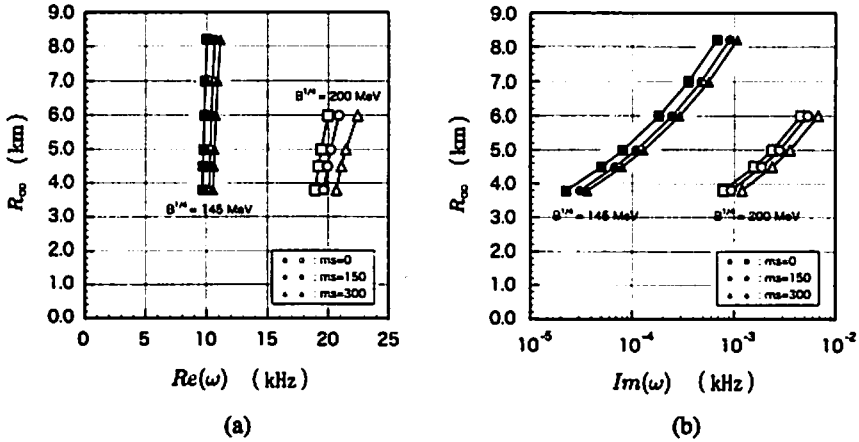 9.0
8.0
7.0
6.0
5.0
4.0
3.0
2.0
1.0
0.0
R∞ (km)
B^{1/4} = 200 MeV
B^{1/4} = 145 MeV
: ms=0
: ms=150
: ms=300
0 5 10 15 20 25
Re(ω) (kHz)
(a)
9.0
8.0
7.0
6.0
5.0
4.0
3.0
2.0
1.0
0.0
R∞ (km)
B^{1/4} = 145 MeV B^{1/4} = 200 MeV
: ms=0
: ms=150
: ms=300
10^{-5} 10^{-4} 10^{-3} 10^{-2}
Im(ω) (kHz)
(b)